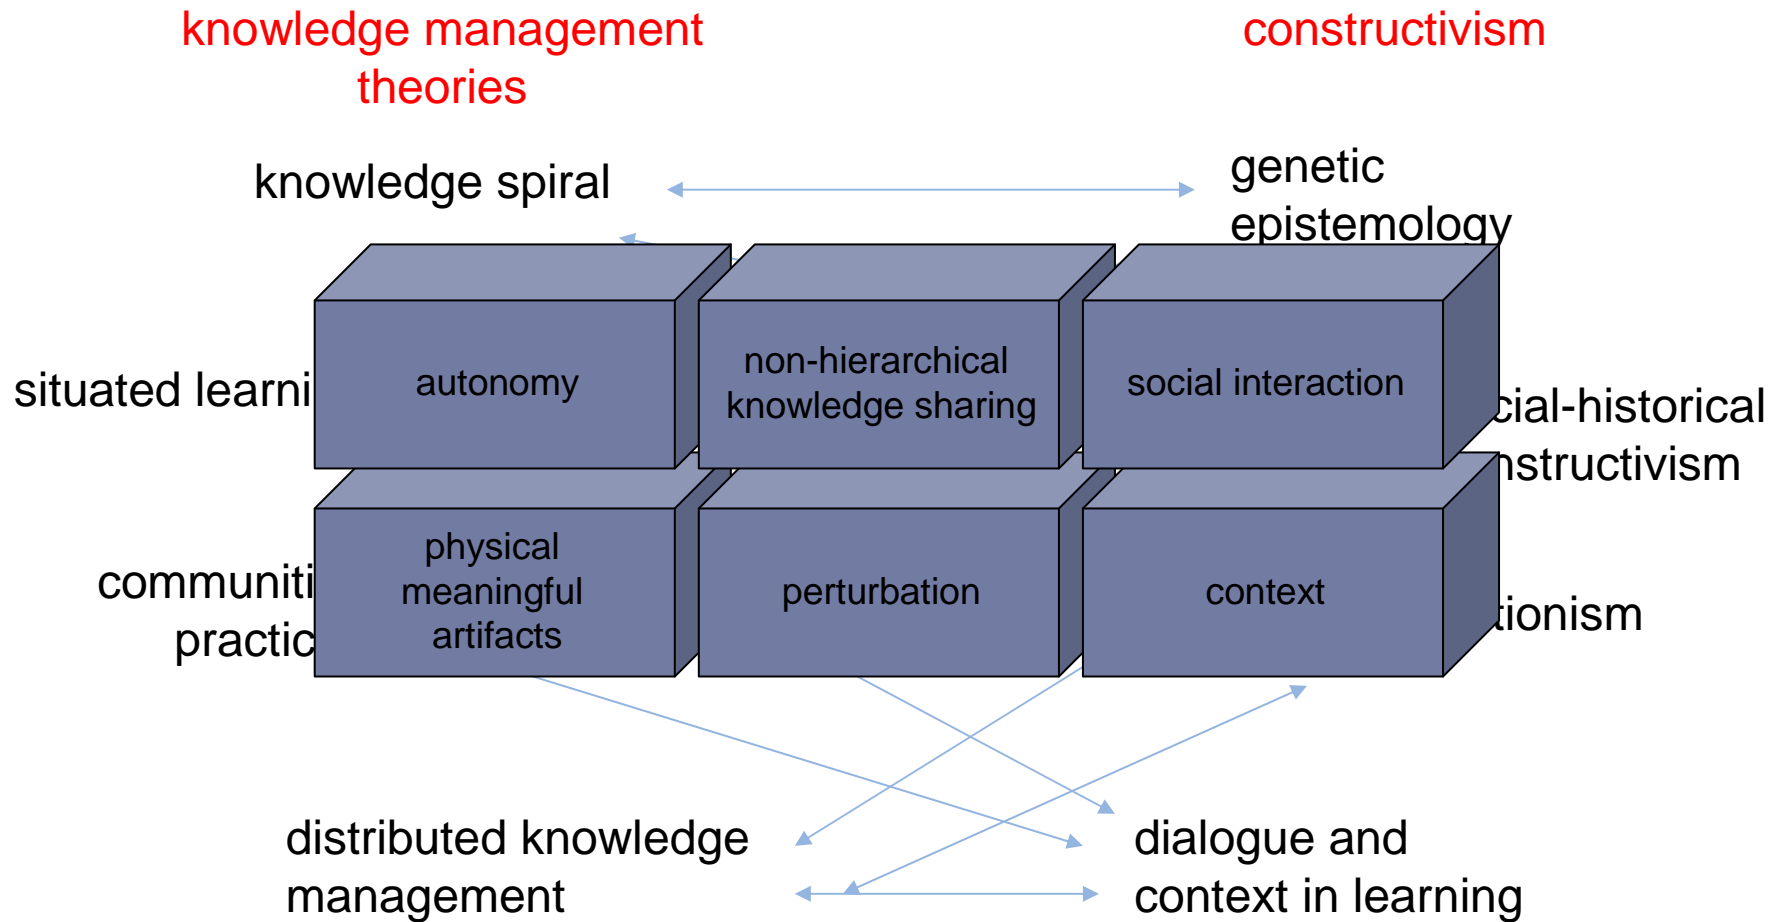 knowledge management
theories
constructivism
knowledge spiral
genetic
epistemology
autonomy
non-hierarchical
knowledge sharing
social interaction
situated learni
cial-historical
nstructivism
physical
meaningful
artifacts
perturbation
context
communiti
practic
tionism
distributed knowledge
management
dialogue and
context in learning